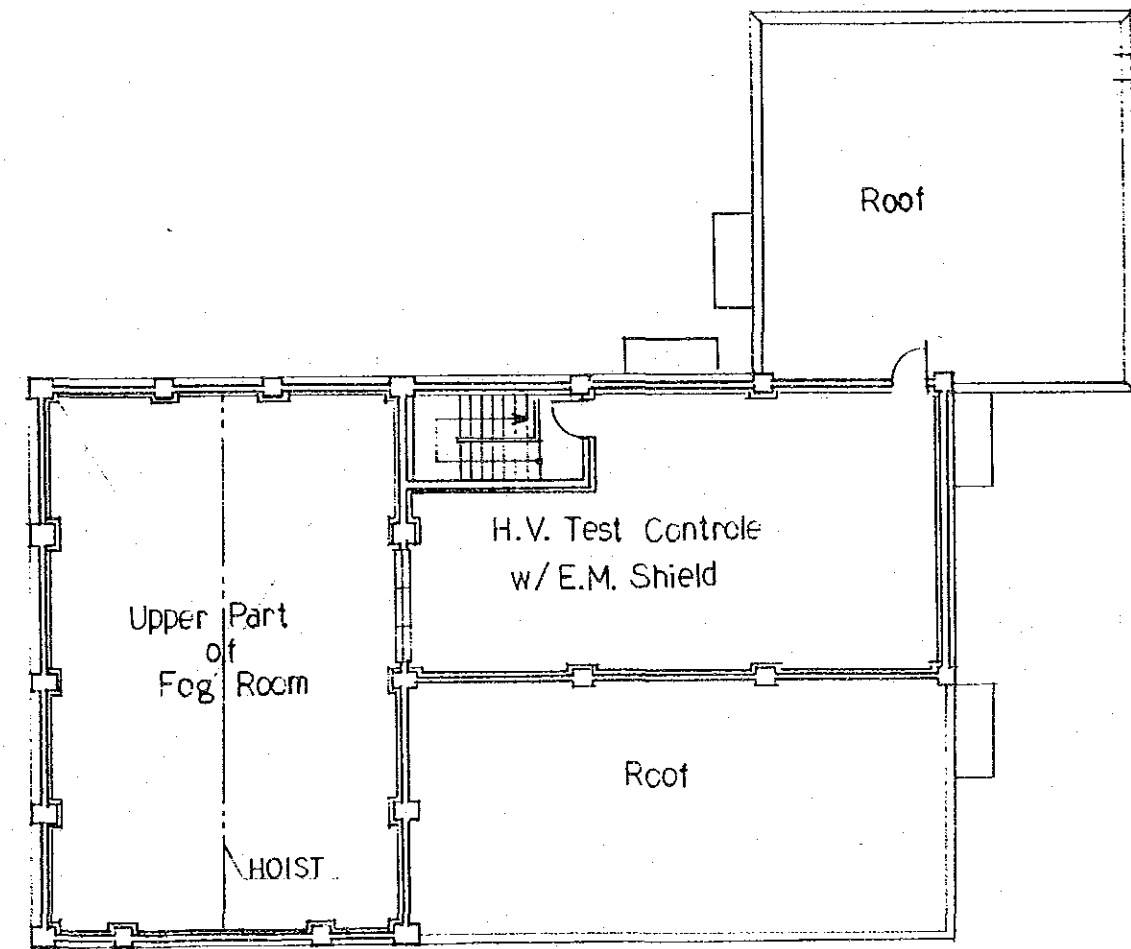 Roof
H.V. Test Controle
w/ E.M. Shield
Upper Part
of
Fog Room
Roof
HOIST